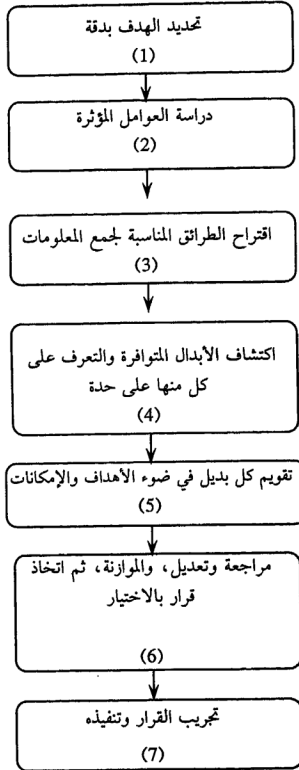 تحديد الهدف بدقة
(1)
دراسة العوامل المؤثرة
(2)
اقتراح الطرائق المناسبة لجمع المعلومات
(3)
اكتشاف الأبدال المتوافرة والتعرف على
كل منها على حدة
(4)
تقويم كل بديل في ضوء الأهداف والإمكانات
(5)
مراجعة وتعديل، والموازنة، ثم اتخاذ
قرار بالاختيار
(6)
تجريب القرار وتنفيذه
(7)